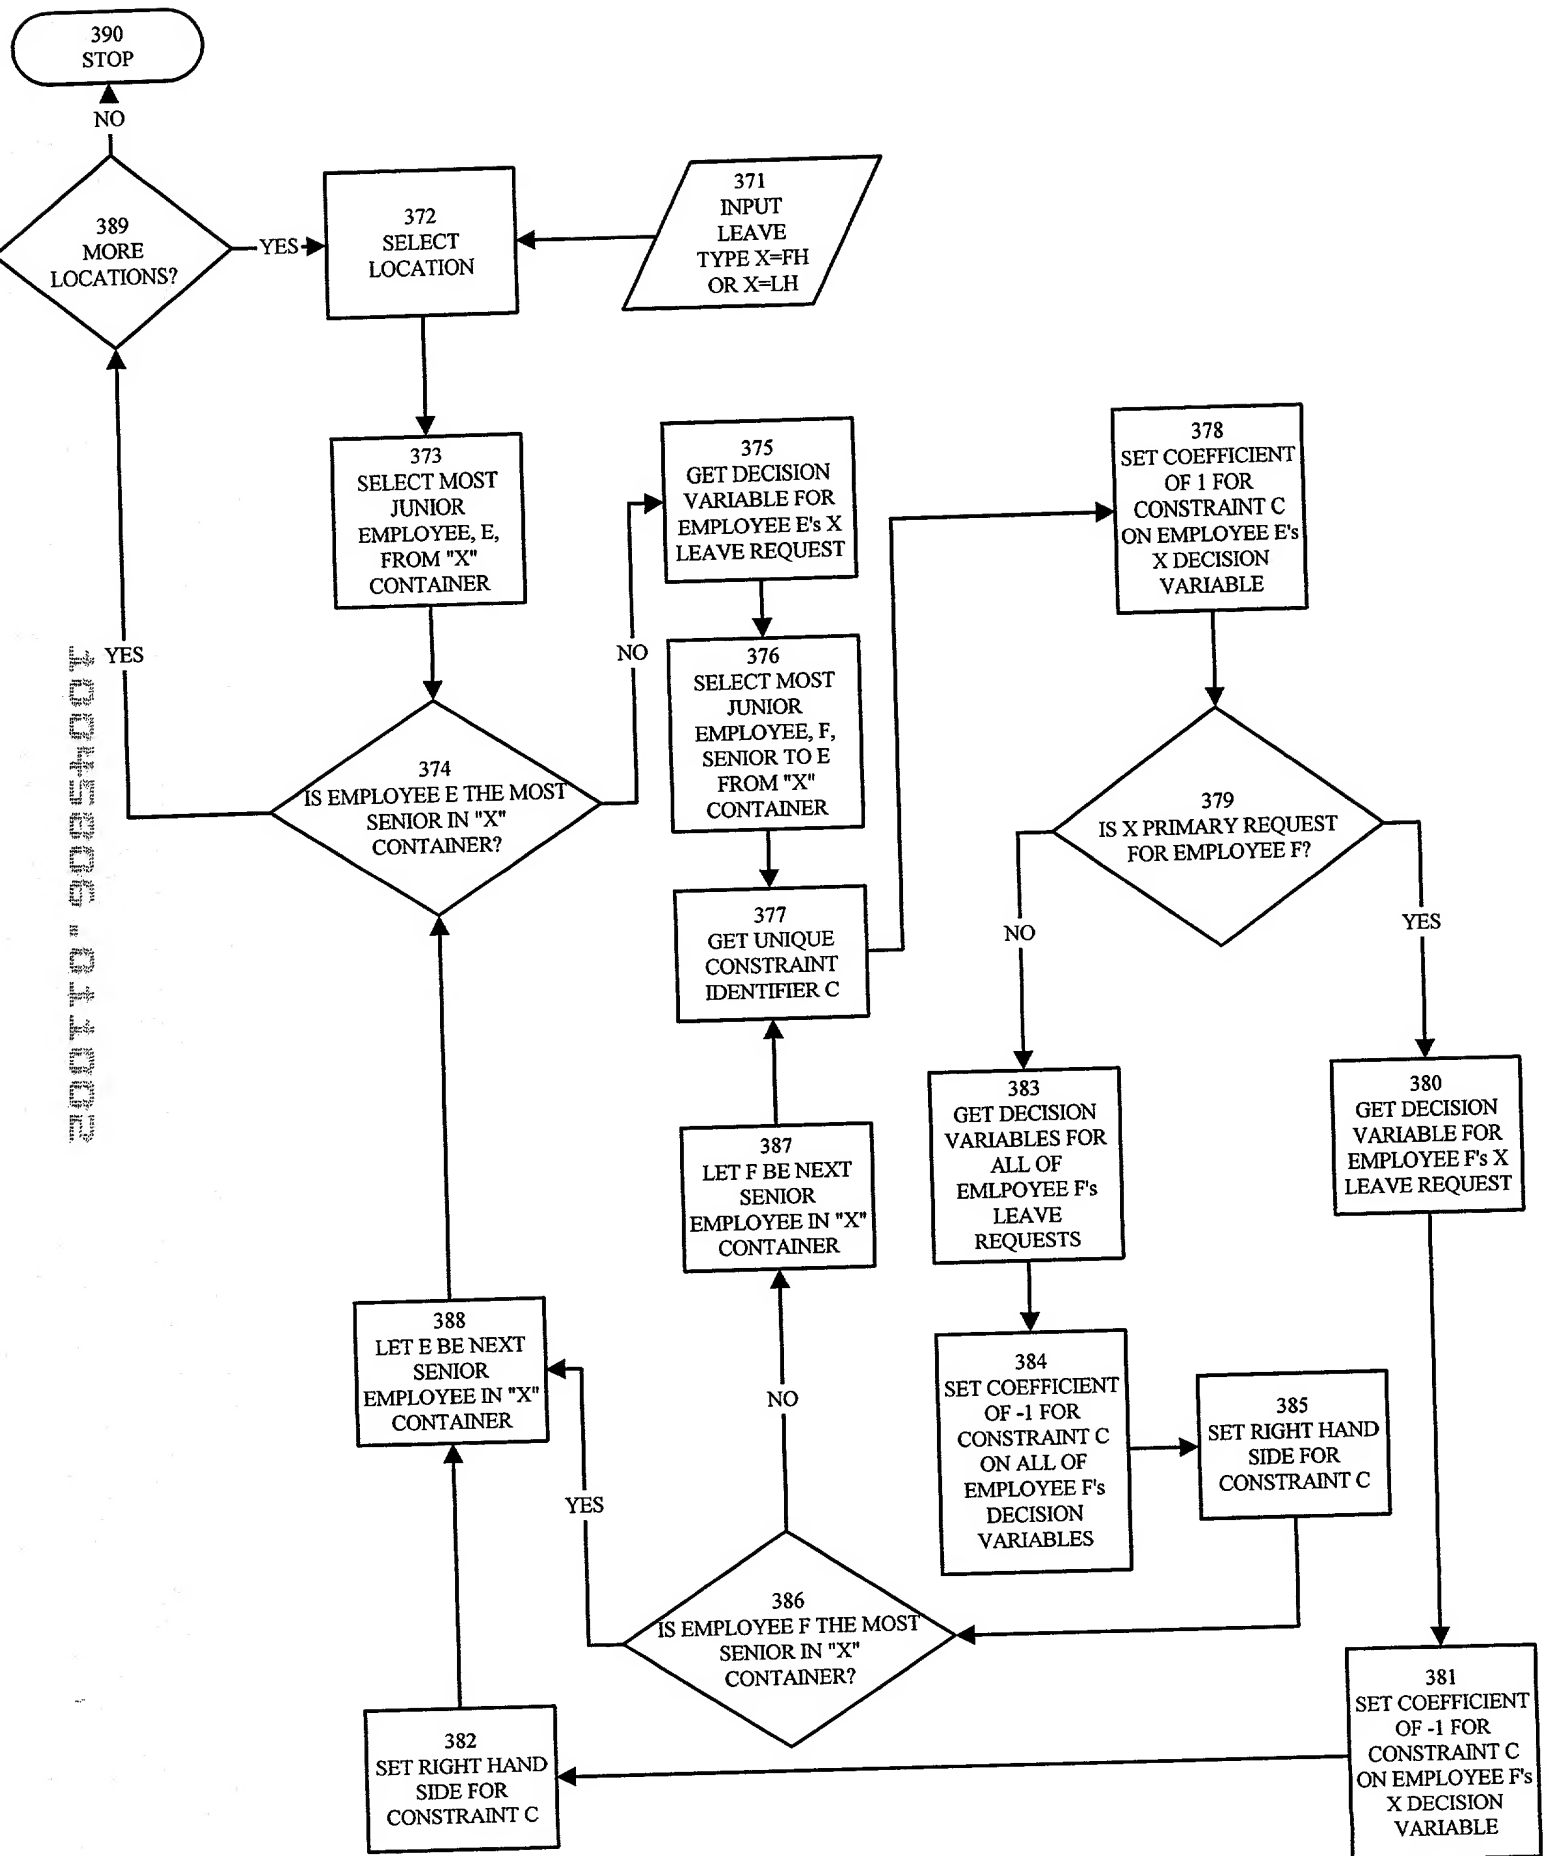 390
STOP
NO
389
MORE
LOCATIONS?
YES
372
SELECT
LOCATION
371
INPUT
LEAVE
TYPE X=FH
OR X=LH
373
SELECT MOST
JUNIOR
EMPLOYEE, E,
FROM "X"
CONTAINER
YES
374
IS EMPLOYEE E THE MOST
SENIOR IN "X"
CONTAINER?
NO
375
GET DECISION
VARIABLE FOR
EMPLOYEE E's X
LEAVE REQUEST
376
SELECT MOST
JUNIOR
EMPLOYEE, F,
SENIOR TO E
FROM "X"
CONTAINER
377
GET UNIQUE
CONSTRAINT
IDENTIFIER C
378
SET COEFFICIENT
OF 1 FOR
CONSTRAINT C
ON EMPLOYEE E's
X DECISION
VARIABLE
379
IS X PRIMARY REQUEST
FOR EMPLOYEE F?
NO
YES
383
GET DECISION
VARIABLES FOR
ALL OF
EMLPOYEE F's
LEAVE
REQUESTS
380
GET DECISION
VARIABLE FOR
EMPLOYEE F's X
LEAVE REQUEST
387
LET F BE NEXT
SENIOR
EMPLOYEE IN "X"
CONTAINER
388
LET E BE NEXT
SENIOR
EMPLOYEE IN "X"
CONTAINER
NO
YES
384
SET COEFFICIENT
OF -1 FOR
CONSTRAINT C
ON ALL OF
EMPLOYEE F's
DECISION
VARIABLES
385
SET RIGHT HAND
SIDE FOR
CONSTRAINT C
386
IS EMPLOYEE F THE MOST
SENIOR IN "X"
CONTAINER?
382
SET RIGHT HAND
SIDE FOR
CONSTRAINT C
381
SET COEFFICIENT
OF -1 FOR
CONSTRAINT C
ON EMPLOYEE F's
X DECISION
VARIABLE
10045806.011002